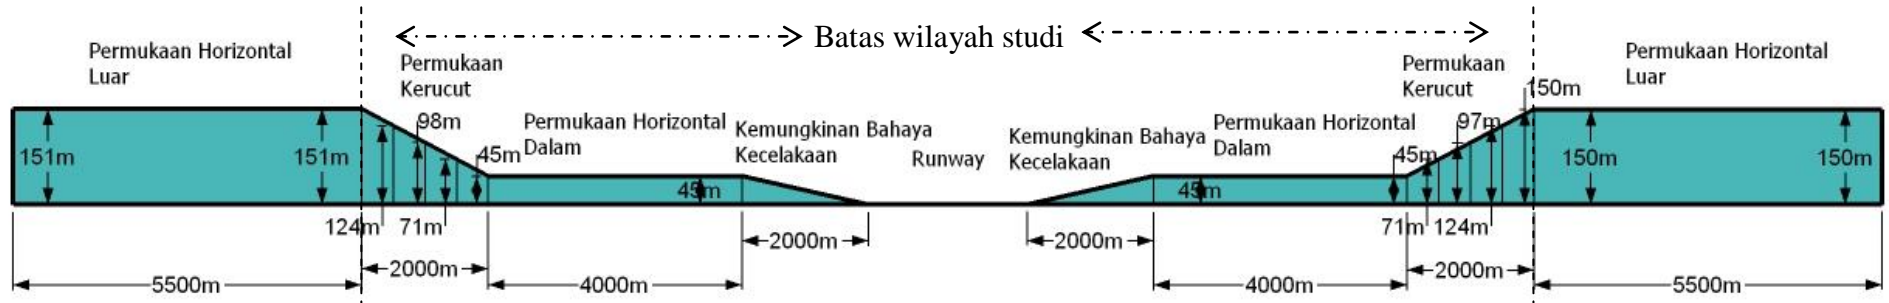 Batas wilayah studi
Permukaan Horizontal
Luar
Permukaan
Kerucut
Permukaan Horizontal
Dalam
Kemungkinan Bahaya
Kecelakaan
Runway
Kemungkinan Bahaya
Kecelakaan
Permukaan Horizontal
Dalam
Permukaan
Kerucut
Permukaan Horizontal
Luar
151m
151m
98m
45m
45m
45m
45m
97m
150m
150m
150m
124m
71m
71m
124m
2000m
2000m
5500m
2000m
4000m
4000m
2000m
5500m